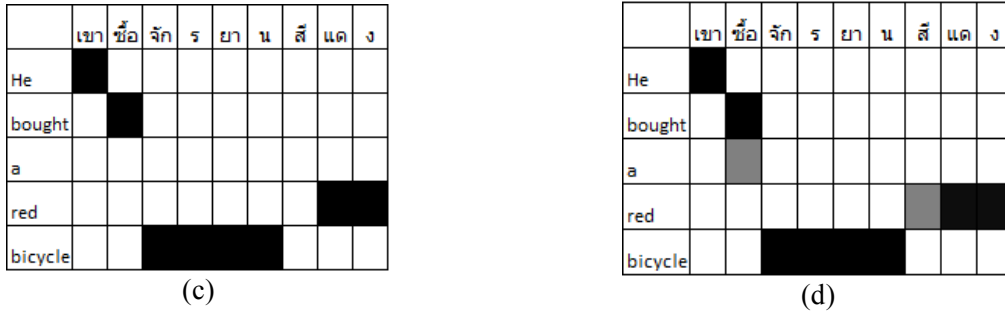 เขา ซื้อ จัก ร ยา น สี แด ง
He
bought
a
red
bicycle
(c)
เขา ซื้อ จัก ร ยา น สี แด ง
He
bought
a
red
bicycle
(d)